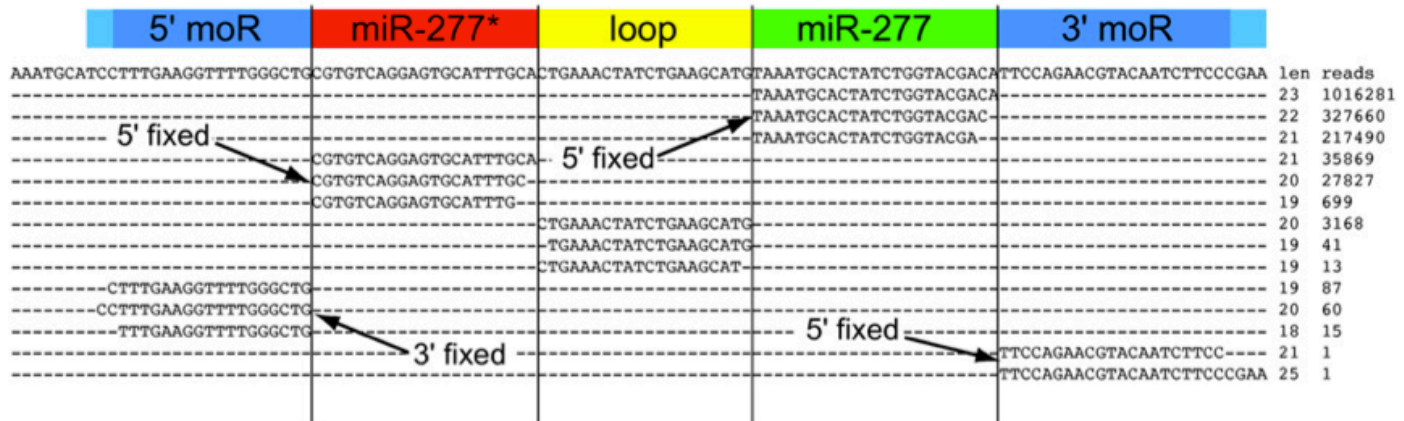 5' moR miR-277* loop miR-277 3' moR
AAATGCATCCTTTGAAGGTTTTGGGCTGCGTGTCAGGAGTGCATTTGCACTGAAACTATCTGAAGCATGTAAATGCACTATCTGGTACGACATTCCAGAACGTACAATCTTCCCGAA len reads
TAAATGCACTATCTGGTACGACA 23 1016281
TAAATGCACTATCTGGTACGAC 22 327660
5' fixed TAAATGCACTATCTGGTACGA 21 217490
CGTGTCAGGAGTGCATTTGCA 5' fixed 21 35869
CGTGTCAGGAGTGCATTTGC 20 27827
CGTGTCAGGAGTGCATTTG 19 699
CTGAAACTATCTGAAGCATG 20 3168
TGAAACTATCTGAAGCATG 19 41
CTGAAACTATCTGAAGCAT 19 13
CTTTGAAGGTTTTGGGCTG 19 87
CCTTTGAAGGTTTTGGGCTG 20 60
TTTGAAGGTTTTGGGCTG 5' fixed 18 15
3' fixed TTCCAGAACGTACAATCTTCC 21 1
TTCCAGAACGTACAATCTTCCCGAA 25 1